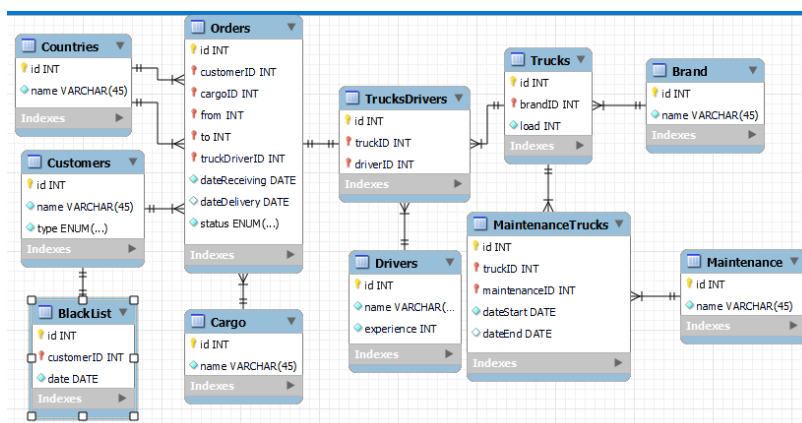 Countries
id INT
name VARCHAR(45)
Indexes
Customers
id INT
name VARCHAR(45)
type ENUM(...)
Indexes
BlackList
id INT
customerID INT
date DATE
Indexes
Orders
id INT
customerID INT
cargoID INT
from INT
to INT
truckDriverID INT
dateReceiving DATE
dateDelivery DATE
status ENUM(...)
Indexes
Cargo
id INT
name VARCHAR(45)
Indexes
TrucksDrivers
id INT
truckID INT
driverID INT
Indexes
Drivers
id INT
name VARCHAR(...
experience INT
Indexes
Trucks
id INT
brandID INT
load INT
Indexes
MaintenanceTrucks
id INT
truckID INT
maintenanceID INT
dateStart DATE
dateEnd DATE
Indexes
Brand
id INT
name VARCHAR(45)
Indexes
Maintenance
id INT
name VARCHAR(45)
Indexes